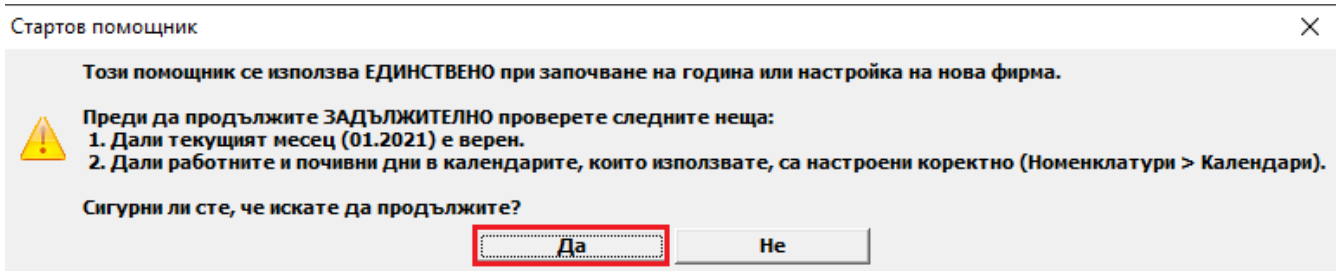 Стартов помощник
Този помощник се използва ЕДИНСТВЕНО при започване на година или настройка на нова фирма.
Преди да продължите ЗАДЪЛЖИТЕЛНО проверете следните неща:
1. Дали текущият месец (01.2021) е верен.
2. Дали работните и почивни дни в календарите, които използвате, са настроени коректно (Номенклатури > Календари).
Сигурни ли сте, че искате да продължите?
Да Не